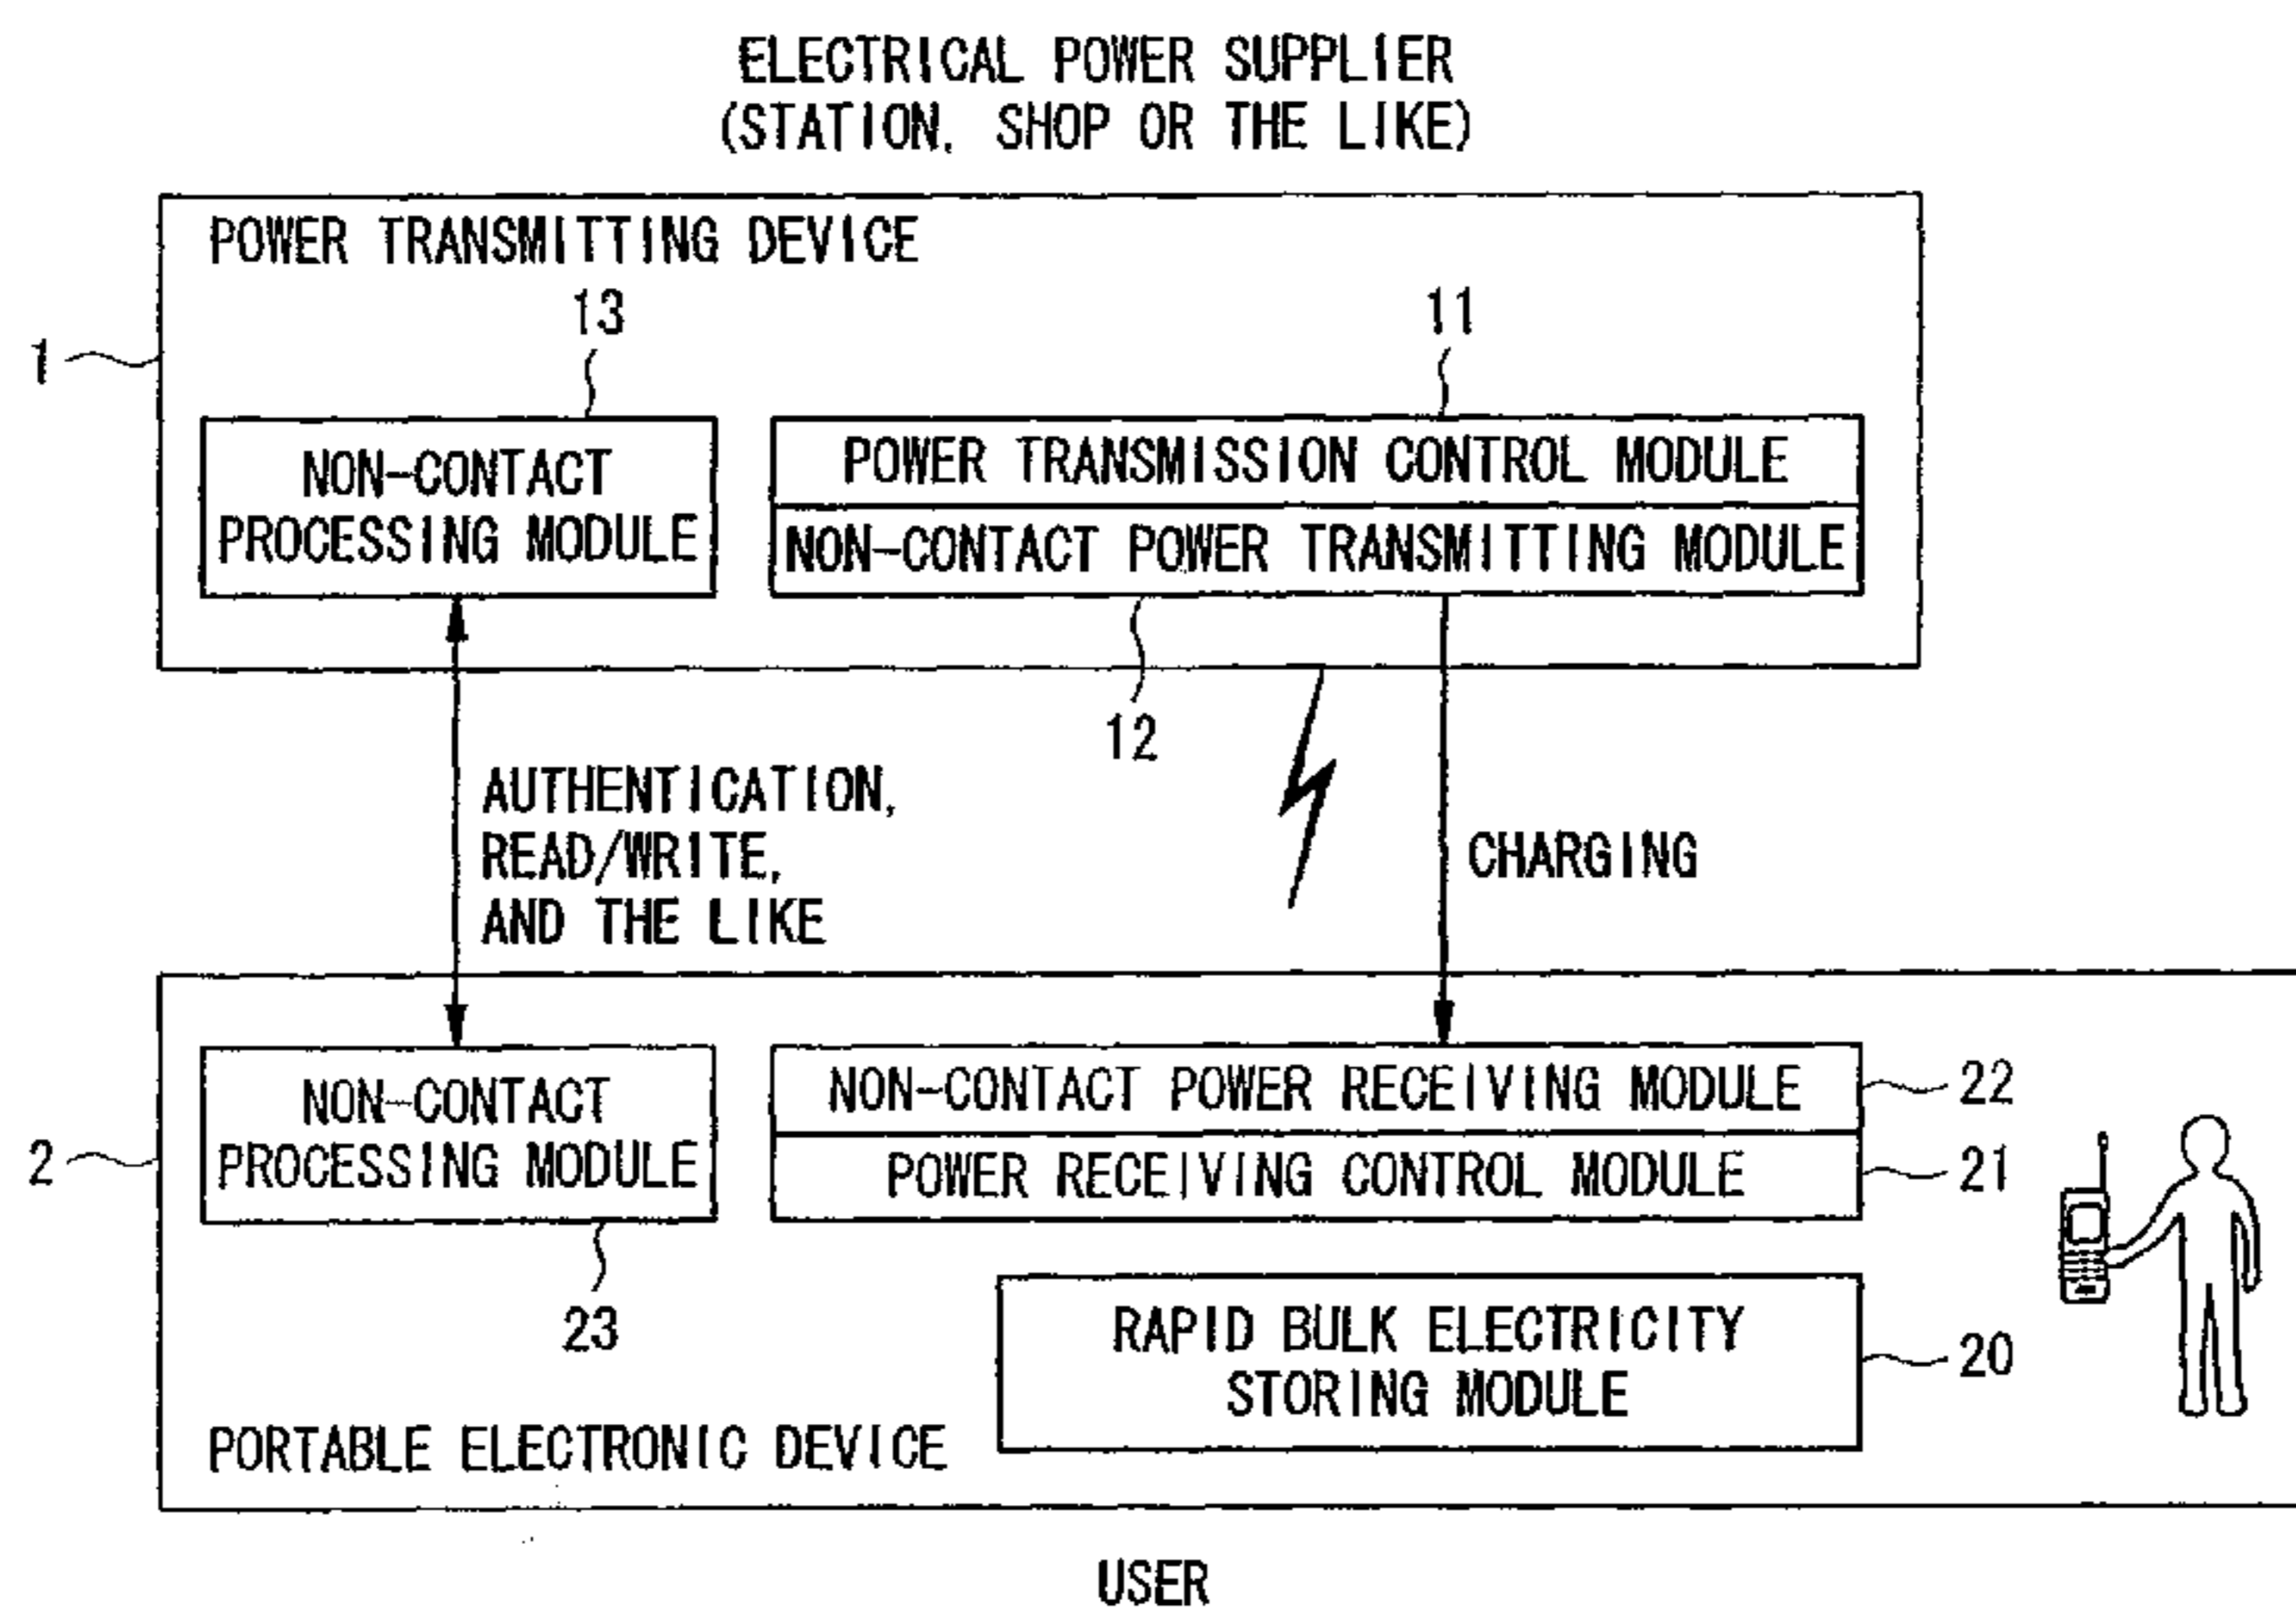 ELECTRICAL POWER SUPPLIER
(STATION, SHOP OR THE LIKE)
POWER TRANSMITTING DEVICE
13
11
1
NON-CONTACT
PROCESSING MODULE
POWER TRANSMISSION CONTROL MODULE
NON-CONTACT POWER TRANSMITTING MODULE
12
AUTHENTICATION,
READ/WRITE,
AND THE LIKE
CHARGING
NON-CONTACT
PROCESSING MODULE
NON-CONTACT POWER RECEIVING MODULE
22
2
POWER RECEIVING CONTROL MODULE
21
23
RAPID BULK ELECTRICITY
STORING MODULE
20
PORTABLE ELECTRONIC DEVICE
USER